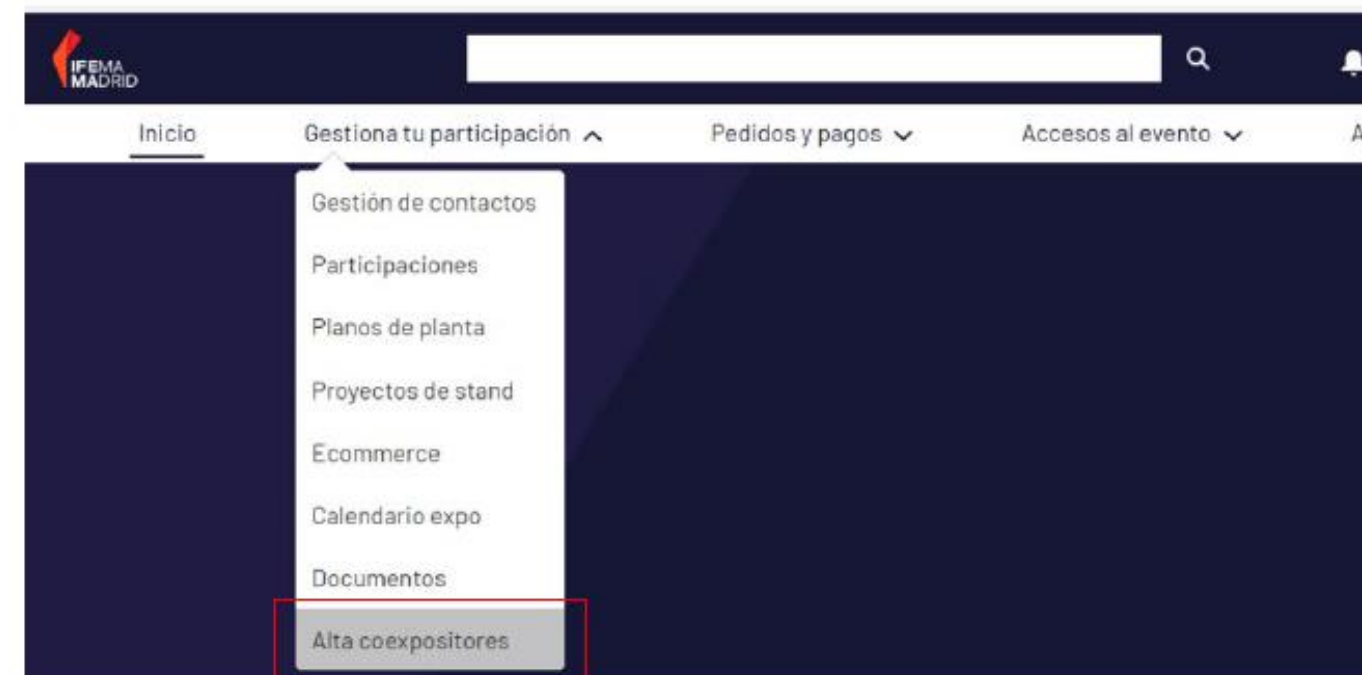 IFEMA
MADRID
Inicio Gestiona tu participación Pedidos y pagos Accesos al evento A
Gestión de contactos
Participaciones
Planos de planta
Proyectos de stand
Ecommerce
Calendario expo
Documentos
Alta coexpositores